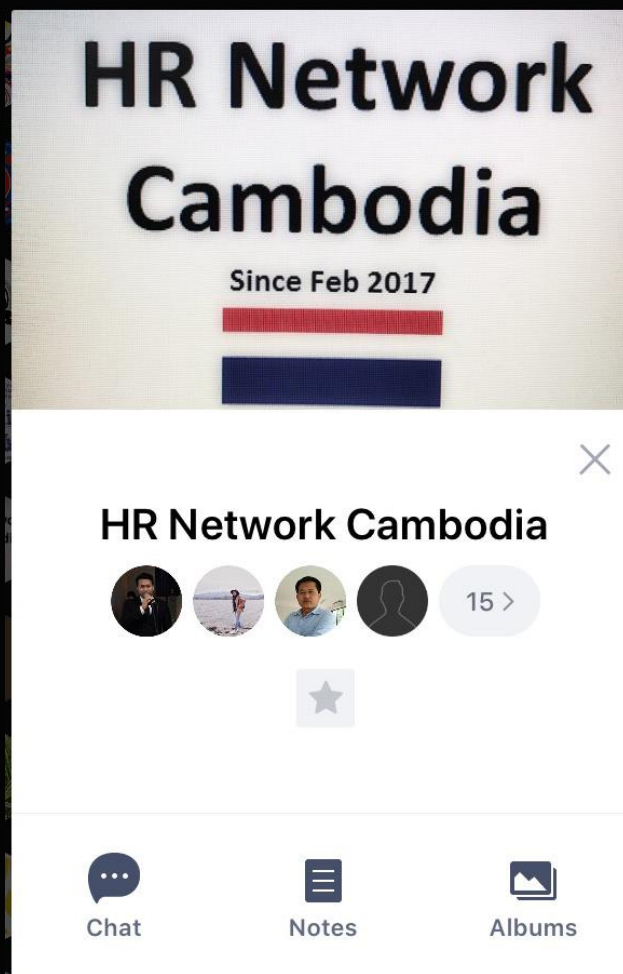 HR Network
Cambodia
Since Feb 2017
HR Network Cambodia
15 >
Chat
Notes
Albums